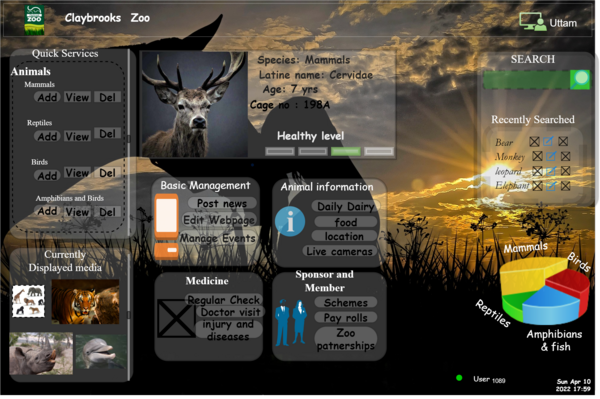 ZOO
Claybrooks Zoo
Uttam
Quick Services
Animals
Mammals
Add View Del
Reptiles
Add View Del
Birds
Add View Del
Amphibians and Birds
Add View Del
Species: Mammals
Latine name: Cervidae
Age: 7 yrs
Cage no : 198A
Healthy level
SEARCH
Recently Searched
Bear
Monkey
leopard
Elephant
Basic Management
Post news
Edit Webpage
Manage Events
Animal information
Daily Dairy
food
location
Live cameras
Currently
Displayed media
Medicine
Regular Check
Doctor visit
injury and
diseases
Sponsor and
Member
Schemes
Pay rolls
Zoo
patnerships
Mammals
Birds
Reptiles
Amphibians
& fish
User 1089
Sun Apr 10
2022 17:59